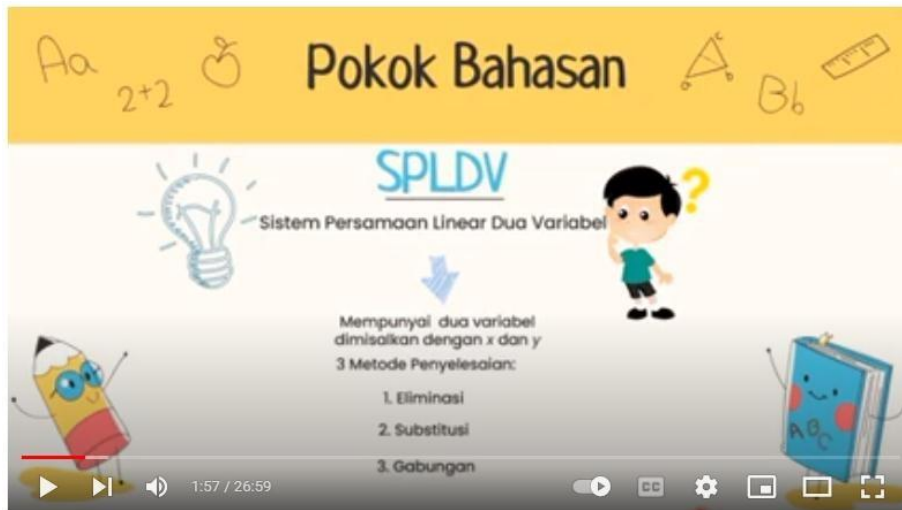 Pokok Bahasan
Aa
2+2
C
Bb
SPLDV
Sistem Persamaan Linear Dua Variabel
?
Mempunyai dua variabel
dimisalkan dengan x dan y
3 Metode Penyelesaian:
1. Eliminasi
2. Substitusi
3. Gabungan
ABC
1:57 / 26:59
CC